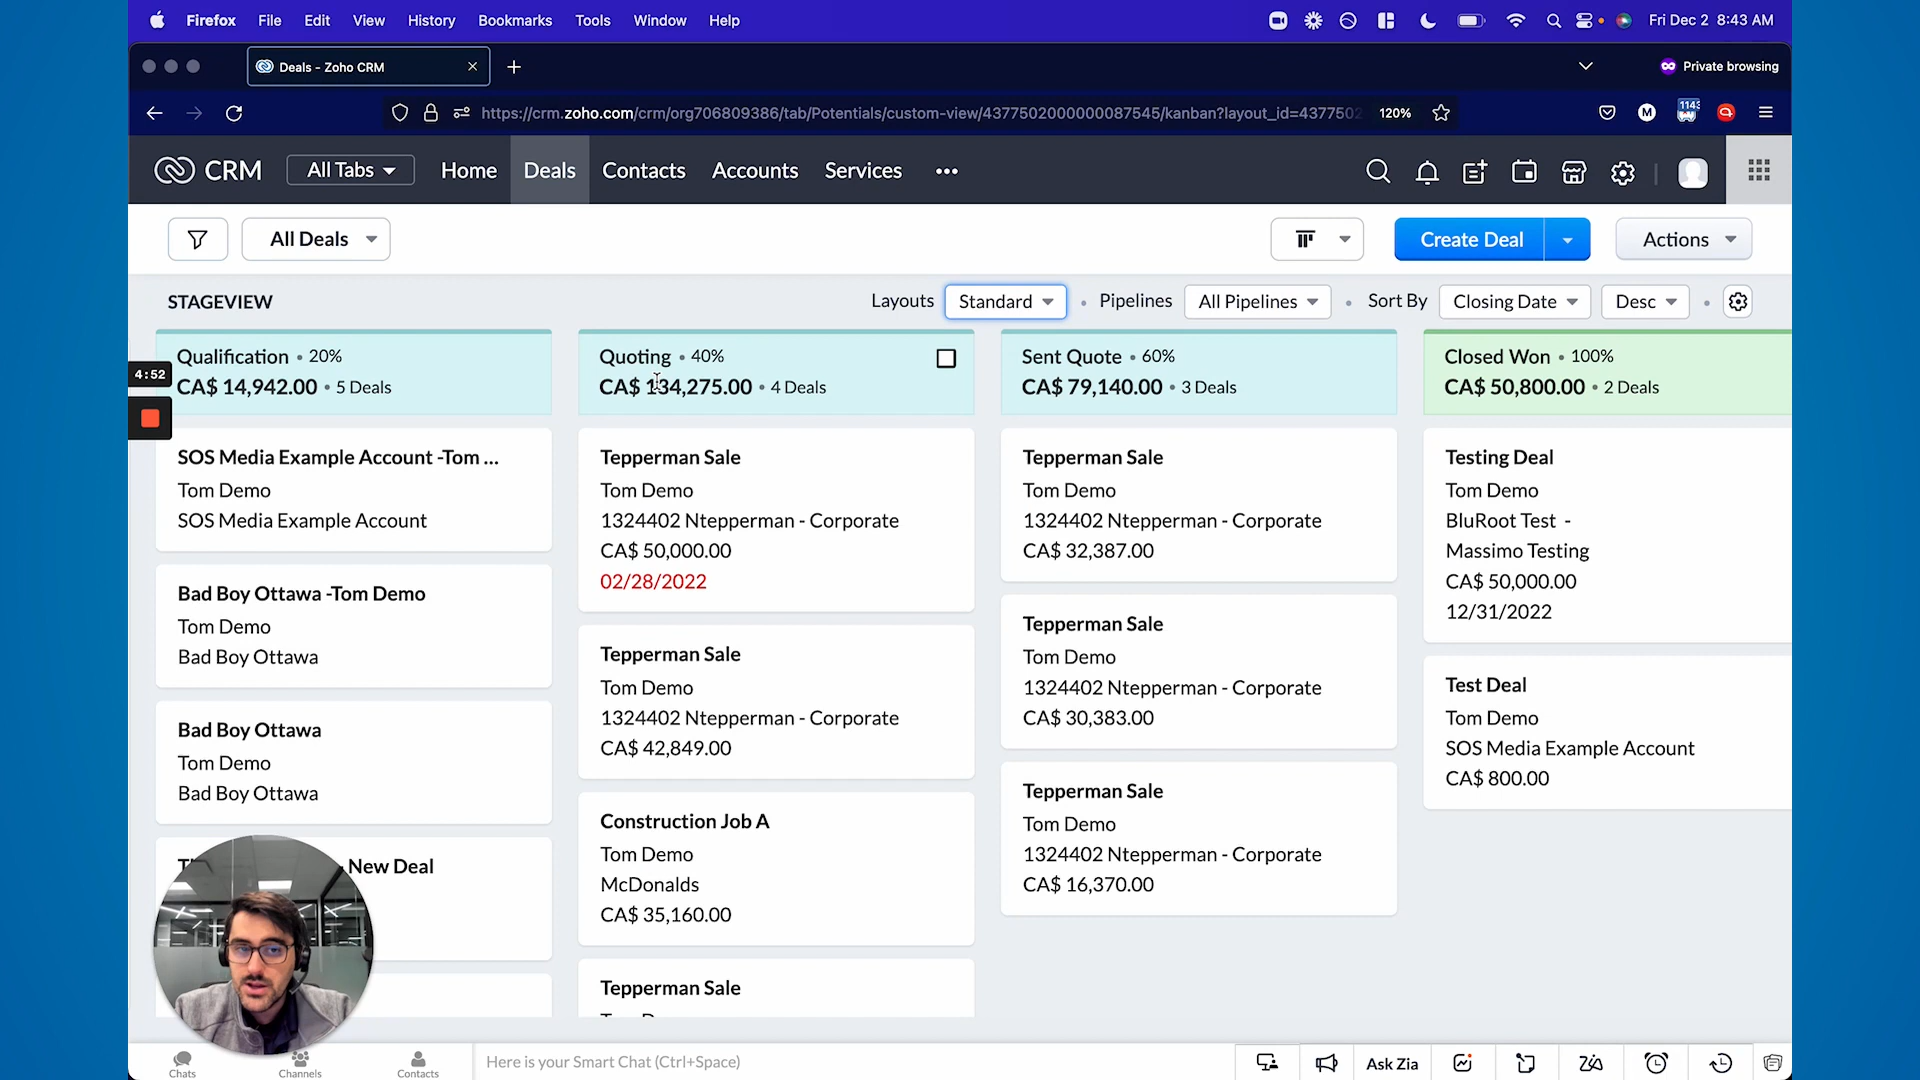 Firefox File Edit View History Bookmarks Tools Window Help
Fri Dec 2 8:43 AM
Deals - Zoho CRM
Private browsing
https://crm.zoho.com/crm/org706809386/tab/Potentials/custom-view/4377502000000087545/kanban?layout_id=4377502
120%
M
1143
CRM
All Tabs
Home
Deals
Contacts
Accounts
Services
All Deals
Create Deal
Actions
STAGEVIEW
Layouts
Standard
Pipelines
All Pipelines
Sort By
Closing Date
Desc
4:52
Qualification • 20%
CA$ 14,942.00 • 5 Deals
SOS Media Example Account -Tom ...
Tom Demo
SOS Media Example Account
Bad Boy Ottawa -Tom Demo
Tom Demo
Bad Boy Ottawa
Bad Boy Ottawa
Tom Demo
Bad Boy Ottawa
New Deal
Quoting • 40%
CA$ 134,275.00 • 4 Deals
Tepperman Sale
Tom Demo
1324402 Ntepperman - Corporate
CA$ 50,000.00
02/28/2022
Tepperman Sale
Tom Demo
1324402 Ntepperman - Corporate
CA$ 42,849.00
Construction Job A
Tom Demo
McDonalds
CA$ 35,160.00
Tepperman Sale
Sent Quote • 60%
CA$ 79,140.00 • 3 Deals
Tepperman Sale
Tom Demo
1324402 Ntepperman - Corporate
CA$ 32,387.00
Tepperman Sale
Tom Demo
1324402 Ntepperman - Corporate
CA$ 30,383.00
Tepperman Sale
Tom Demo
1324402 Ntepperman - Corporate
CA$ 16,370.00
Closed Won • 100%
CA$ 50,800.00 • 2 Deals
Testing Deal
Tom Demo
BluRoot Test -
Massimo Testing
CA$ 50,000.00
12/31/2022
Test Deal
Tom Demo
SOS Media Example Account
CA$ 800.00
Chats
Channels
Contacts
Here is your Smart Chat (Ctrl+Space)
Ask Zia